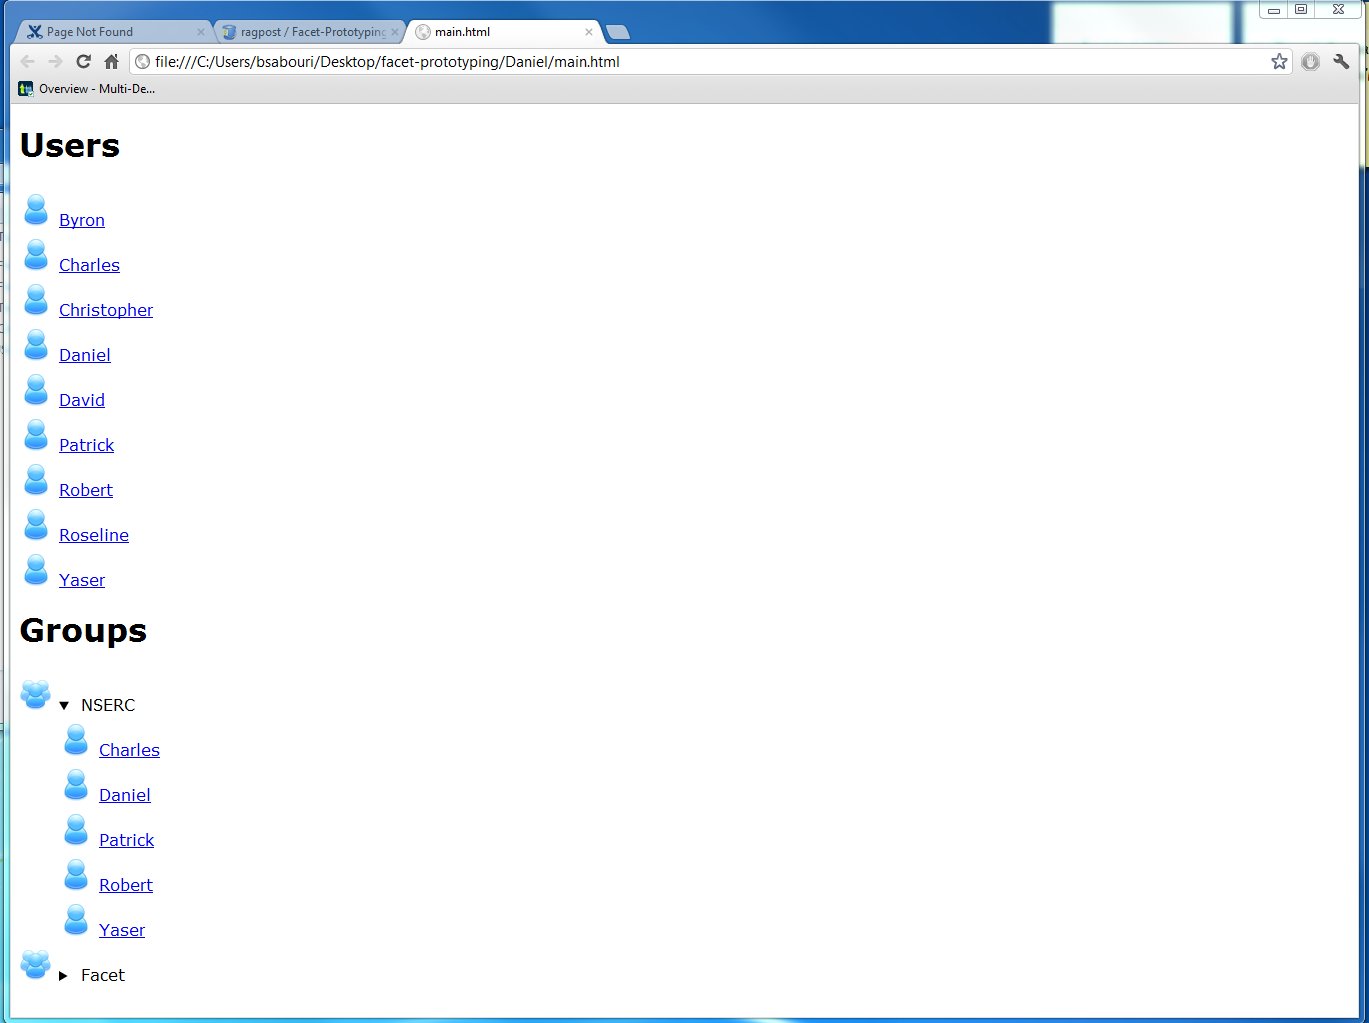 Page Not Found
ragpost / Facet-Prototyping
main.html
file:///C:/Users/bsabouri/Desktop/facet-prototyping/Daniel/main.html
Overview - Multi-De...
Users
Byron
Charles
Christopher
Daniel
David
Patrick
Robert
Roseline
Yaser
Groups
NSERC
Charles
Daniel
Patrick
Robert
Yaser
Facet